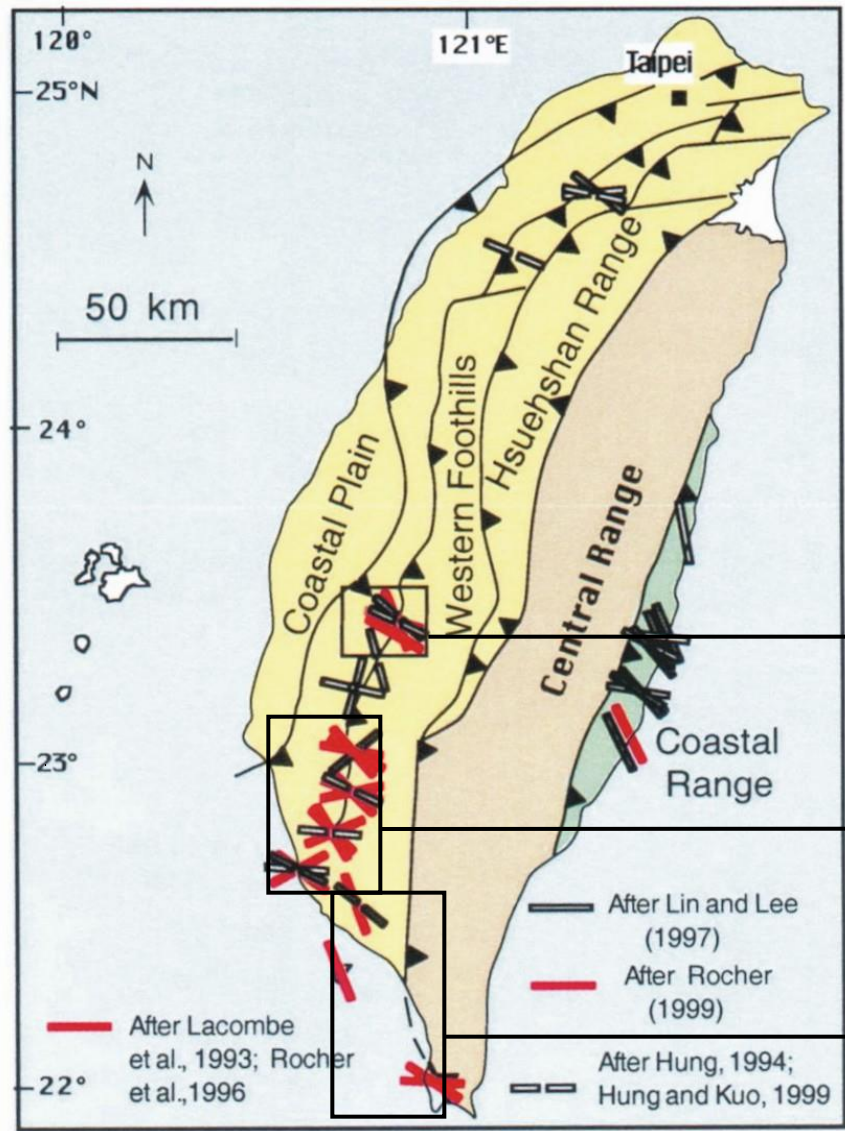 120°
121°E
Taipei
25°N
N
50 km
24°
Coastal Plain
Western Foothills
Hsuehshan Range
Central Range
23°
Coastal
Range
After Lin and Lee
(1997)
After Rocher
(1999)
After Lacombe
et al., 1993; Rocher
et al.,1996
After Hung, 1994;
Hung and Kuo, 1999
22°